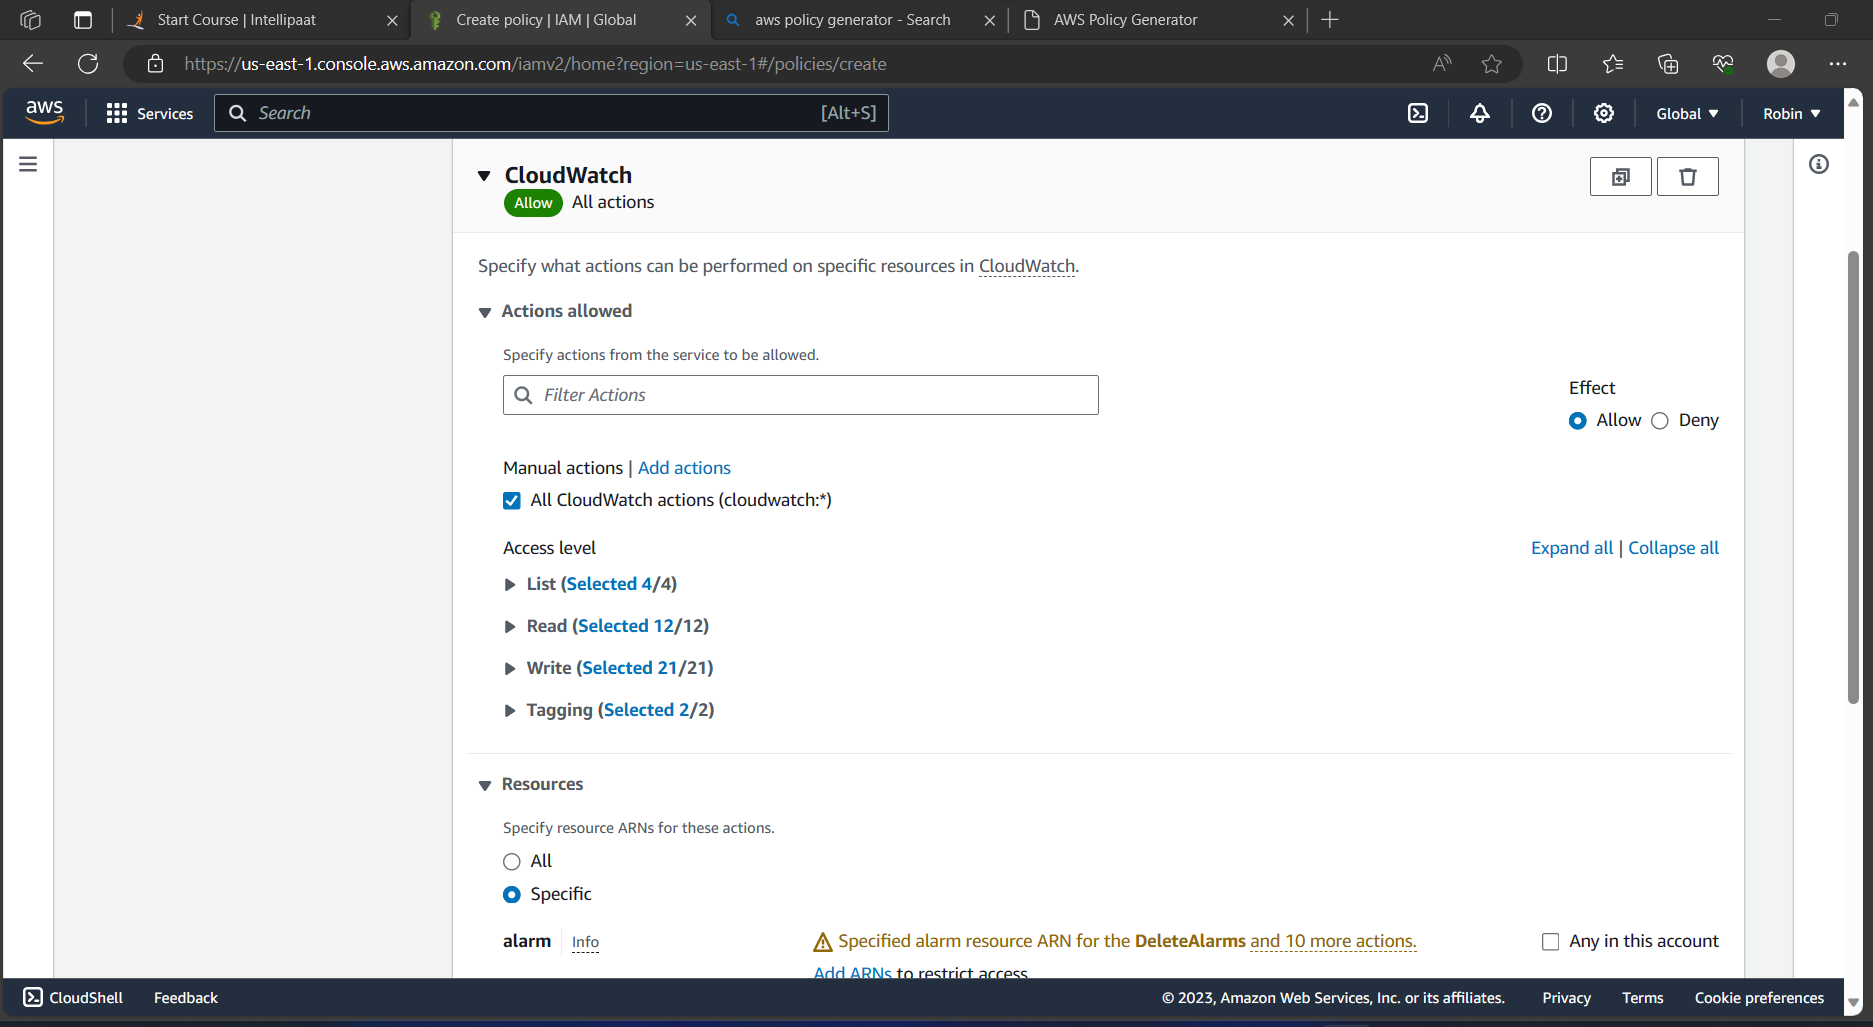 Start Course | Intellipaat
Create policy | IAM | Global
aws policy generator - Search
AWS Policy Generator
https://us-east-1.console.aws.amazon.com/iamv2/home?region=us-east-1#/policies/create
aws
Services
Search
[Alt+S]
Global
Robin
CloudWatch
Allow All actions
Specify what actions can be performed on specific resources in CloudWatch.
Actions allowed
Specify actions from the service to be allowed.
Filter Actions
Effect
Allow Deny
Manual actions | Add actions
All CloudWatch actions (cloudwatch:*)
Access level
Expand all | Collapse all
List (Selected 4/4)
Read (Selected 12/12)
Write (Selected 21/21)
Tagging (Selected 2/2)
Resources
Specify resource ARNs for these actions.
All
Specific
alarm Info
Specified alarm resource ARN for the DeleteAlarms and 10 more actions.
Any in this account
Add ARNs to restrict access
CloudShell Feedback
© 2023, Amazon Web Services, Inc. or its affiliates. Privacy Terms Cookie preferences